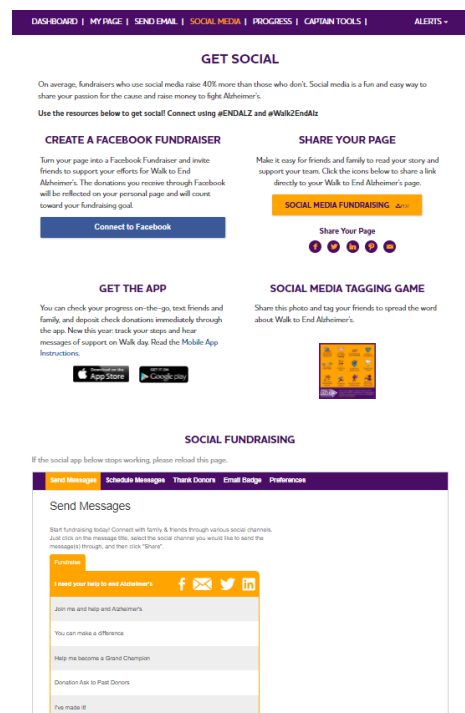 DASHBOARD | MY PAGE | SEND EMAIL | SOCIAL MEDIA | PROGRESS | CAPTAIN TOOLS | ALERTS
GET SOCIAL
On average, fundraisers who use social media raise 40% more than those who don't. Social media is a fun and easy way to
share your passion for the cause and raise money to fight Alzheimer's.
Use the resources below to get social! Connect using #ENDALZ and #Walk2EndAlz
CREATE A FACEBOOK FUNDRAISER
Turn your page into a Facebook Fundraiser and invite
friends to support your efforts for Walk to End
Alzheimer's. The donations you receive through Facebook
will be reflected on your personal page and will count
toward your fundraising goal.
Connect to Facebook
SHARE YOUR PAGE
Make it easy for friends and family to read your story and
support your team. Click the icons below to share a link
directly to your Walk to End Alzheimer's page.
SOCIAL MEDIA FUNDRAISING
Share Your Page
GET THE APP
You can check your progress on-the-go, text friends and
family, and deposit check donations immediately through
the app. New this year: track your steps and hear
messages of support on Walk day. Read the Mobile App
Instructions.
Download on the
App Store
GET IT ON
Google play
SOCIAL MEDIA TAGGING GAME
Share this photo and tag your friends to spread the word
about Walk to End Alzheimer's.
SOCIAL FUNDRAISING
If the social app below stops working, please reload this page.
Send Messages Schedule Messages Thank Donors Email Badge Preferences
Send Messages
Start fundraising today! Connect with family & friends through various social channels.
Just click on the message title, select the social channel you would like to send the
message(s) through, and then click "Share".
Fundraise
I need your help to end Alzheimer's
Join me and help end Alzheimer's
You can make a difference
Help me become a Grand Champion
Donation Ask to Past Donors
I've made it!